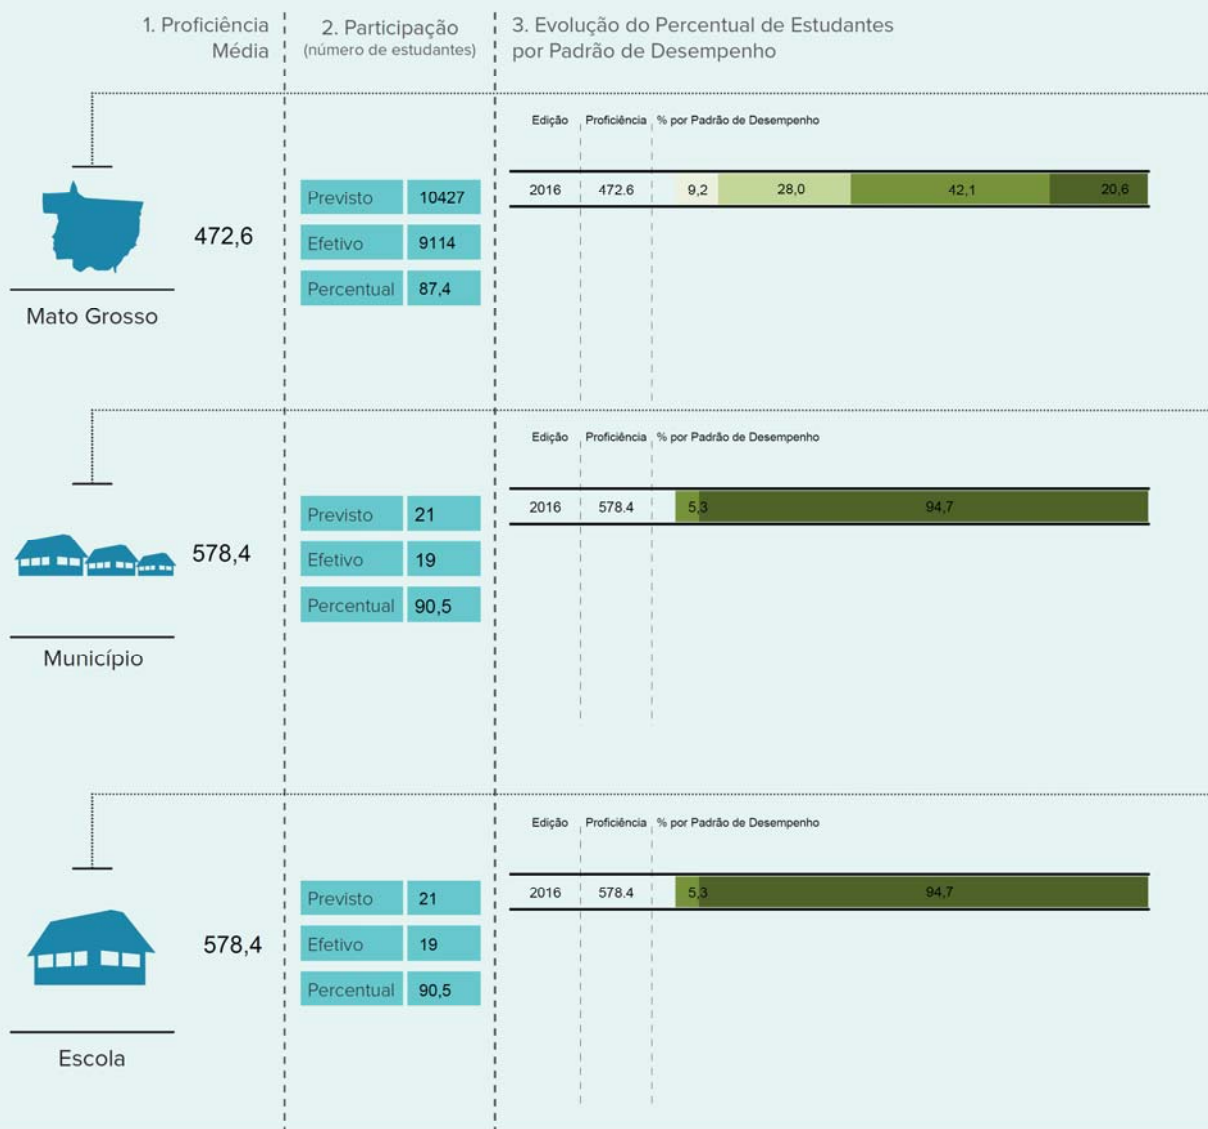 1. Proficiência
Média
2. Participação
(número de estudantes)
3. Evolução do Percentual de Estudantes
por Padrão de Desempenho
Edição Proficiência % por Padrão de Desempenho
2016 472.6 9,2 28,0 42,1 20,6
Previsto 10427
472,6
Efetivo 9114
Percentual 87,4
Mato Grosso
Edição Proficiência % por Padrão de Desempenho
2016 578.4 5,3 94,7
Previsto 21
578,4
Efetivo 19
Percentual 90,5
Município
Edição Proficiência % por Padrão de Desempenho
2016 578.4 5,3 94,7
Previsto 21
578,4
Efetivo 19
Percentual 90,5
Escola